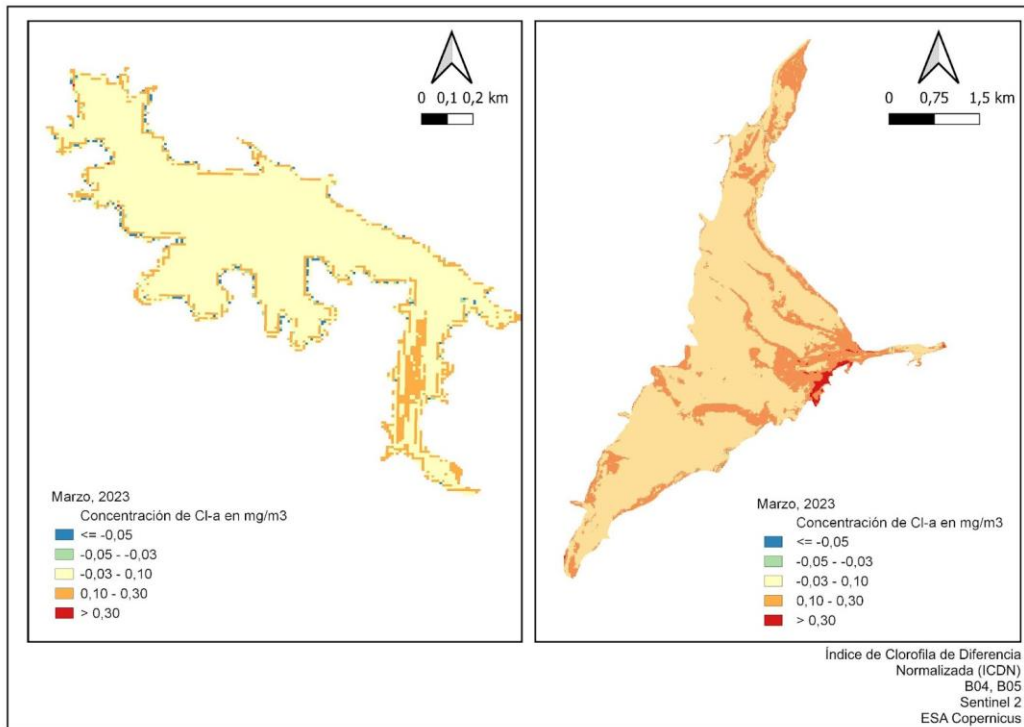 0 0,1 0,2 km
Marzo, 2023
Concentración de Cl-a en mg/m3
<= -0,05
-0,05 - -0,03
-0,03 - 0,10
0,10 - 0,30
> 0,30
0 0,75 1,5 km
Marzo, 2023
Concentración de Cl-a en mg/m3
<= -0,05
-0,05 - -0,03
-0,03 - 0,10
0,10 - 0,30
> 0,30
Índice de Clorofila de Diferencia
Normalizada (ICDN)
B04, B05
Sentinel 2
ESA Copernicus